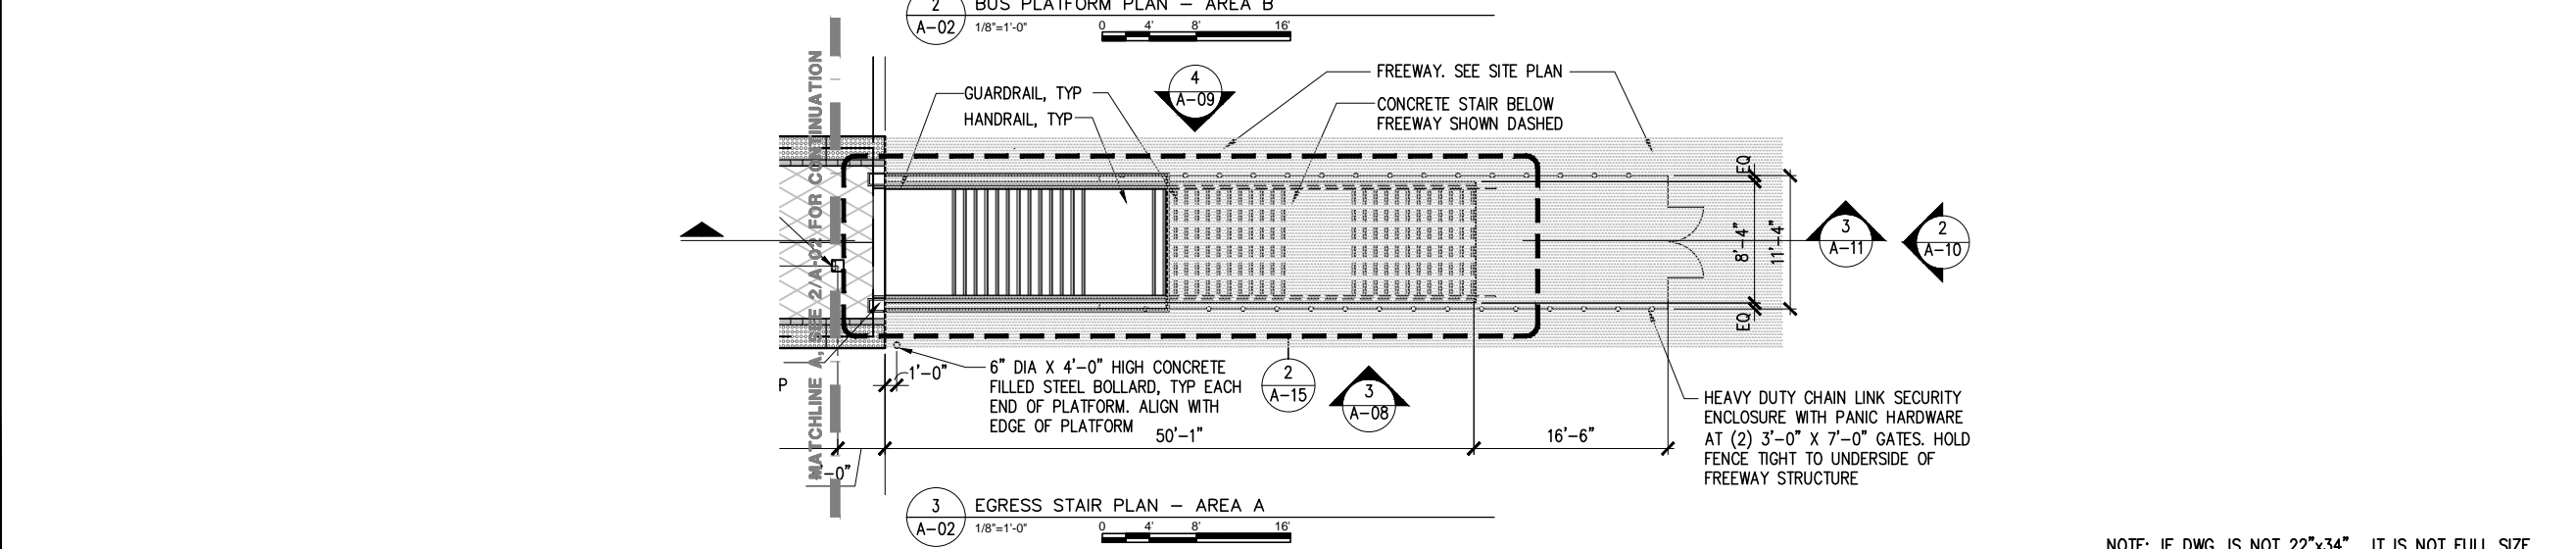 2
A-02
BUS PLATFORM PLAN - AREA B
1/8"=1'-0"
0 4' 8' 16'
MATCHLINE A, SEE 2/A-02 FOR CONTINUATION
GUARDRAIL, TYP
HANDRAIL, TYP
4
A-09
FREEWAY. SEE SITE PLAN
CONCRETE STAIR BELOW
FREEWAY SHOWN DASHED
EQ
8'-4"
11'-4"
EQ
3
A-11
2
A-10
P
1'-0"
6" DIA X 4'-0" HIGH CONCRETE
FILLED STEEL BOLLARD, TYP EACH
END OF PLATFORM. ALIGN WITH
EDGE OF PLATFORM
2
A-15
3
A-08
50'-1"
16'-6"
'-0"
HEAVY DUTY CHAIN LINK SECURITY
ENCLOSURE WITH PANIC HARDWARE
AT (2) 3'-0" X 7'-0" GATES. HOLD
FENCE TIGHT TO UNDERSIDE OF
FREEWAY STRUCTURE
3
A-02
EGRESS STAIR PLAN - AREA A
1/8"=1'-0"
0 4' 8' 16'
NOTE: IF DWG IS NOT 22"x34", IT IS NOT FULL SIZE